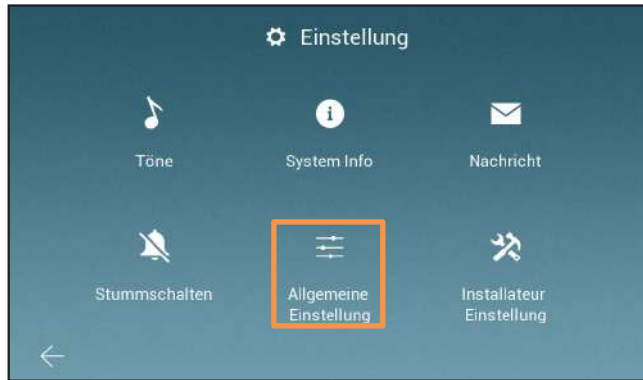 Einstellung
Töne
System Info
Nachricht
Stummschalten
Allgemeine
Einstellung
Installateur
Einstellung